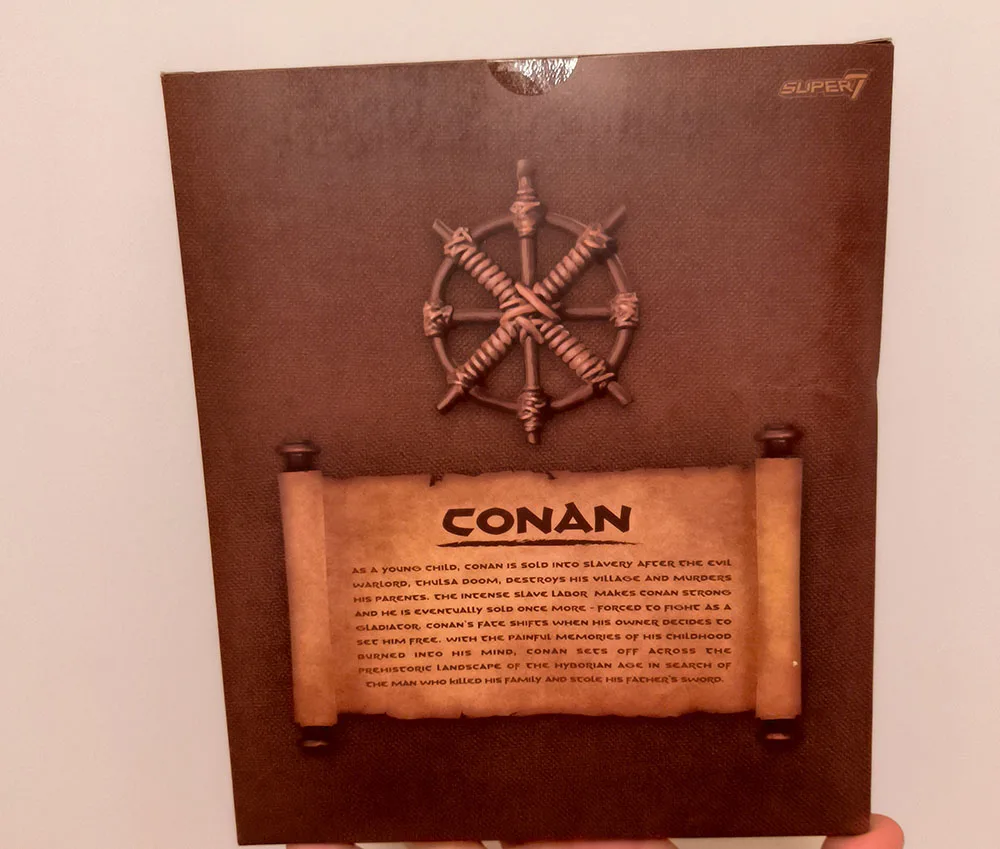 SUPER7
CONAN
AS A YOUNG CHILD, CONAN IS SOLD INTO SLAVERY AFTER THE EVIL
WARLORD, THULSA DOOM, DESTROYS HIS VILLAGE AND MURDERS
HIS PARENTS. THE INTENSE SLAVE LABOR MAKES CONAN STRONG
AND HE IS EVENTUALLY SOLD ONCE MORE - FORCED TO FIGHT AS A
GLADIATOR. CONAN'S FATE SHIFTS WHEN HIS OWNER DECIDES TO
SET HIM FREE. WITH THE PAINFUL MEMORIES OF HIS CHILDHOOD
BURNED INTO HIS MIND, CONAN SETS OFF ACROSS THE
PREHISTORIC LANDSCAPE OF THE HYBORIAN AGE IN SEARCH OF
THE MAN WHO KILLED HIS FAMILY AND STOLE HIS FATHER'S SWORD.